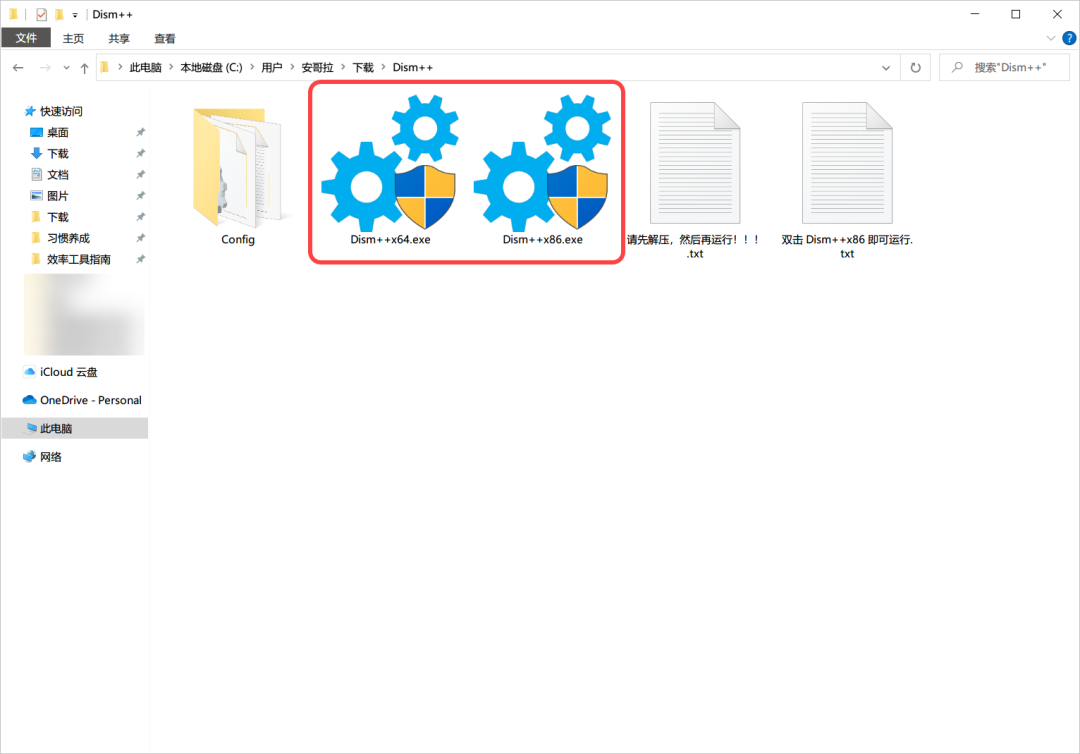 Dism++
文件 主页 共享 查看
此电脑 本地磁盘 (C:) 用户 安哥拉 下载 Dism++
搜索"Dism++"
快速访问
桌面
下载
文档
图片
下载
习惯养成
效率工具指南
iCloud 云盘
OneDrive - Personal
此电脑
网络
Config
Dism++x64.exe
Dism++x86.exe
请先解压，然后再运行！！！
.txt
双击 Dism++x86 即可运行.
txt